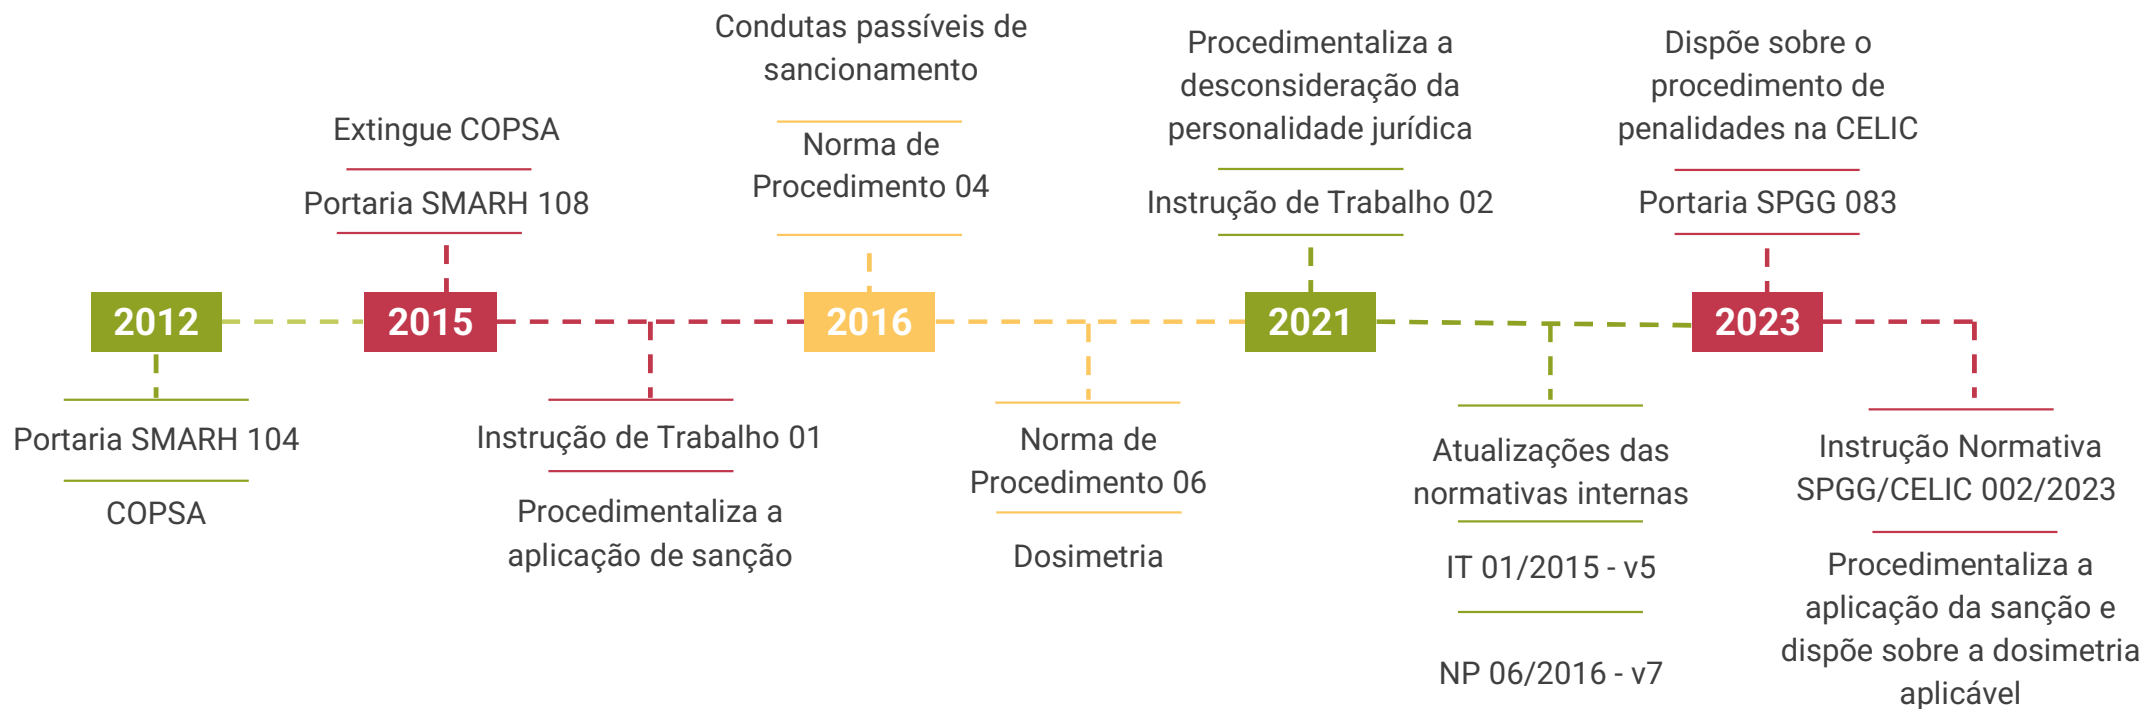 2012
Portaria SMARH 104
COPSA
Extingue COPSA
Portaria SMARH 108
2015
Instrução de Trabalho 01
Procedimentaliza a
aplicação de sanção
Condutas passíveis de
sancionamento
Norma de
Procedimento 04
2016
Norma de
Procedimento 06
Dosimetria
Procedimentaliza a
desconsideração da
personalidade jurídica
Instrução de Trabalho 02
2021
Atualizações das
normativas internas
IT 01/2015 - v5
NP 06/2016 - v7
Dispõe sobre o
procedimento de
penalidades na CELIC
Portaria SPGG 083
2023
Instrução Normativa
SPGG/CELIC 002/2023
Procedimentaliza a
aplicação da sanção e
dispõe sobre a dosimetria
aplicável